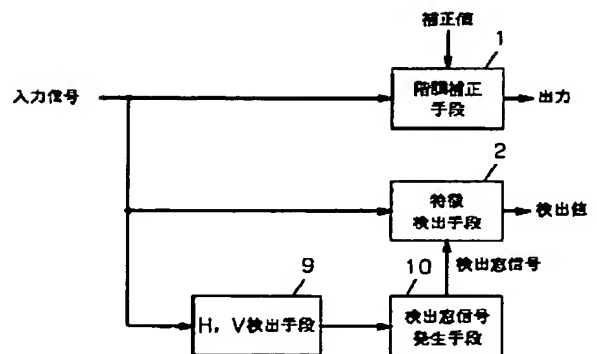 補正値
1
入力信号
階調補正
手段
出力
2
特徴
検出手段
検出値
検出窓信号
9
10
H，V検出手段
検出窓信号
発生手段